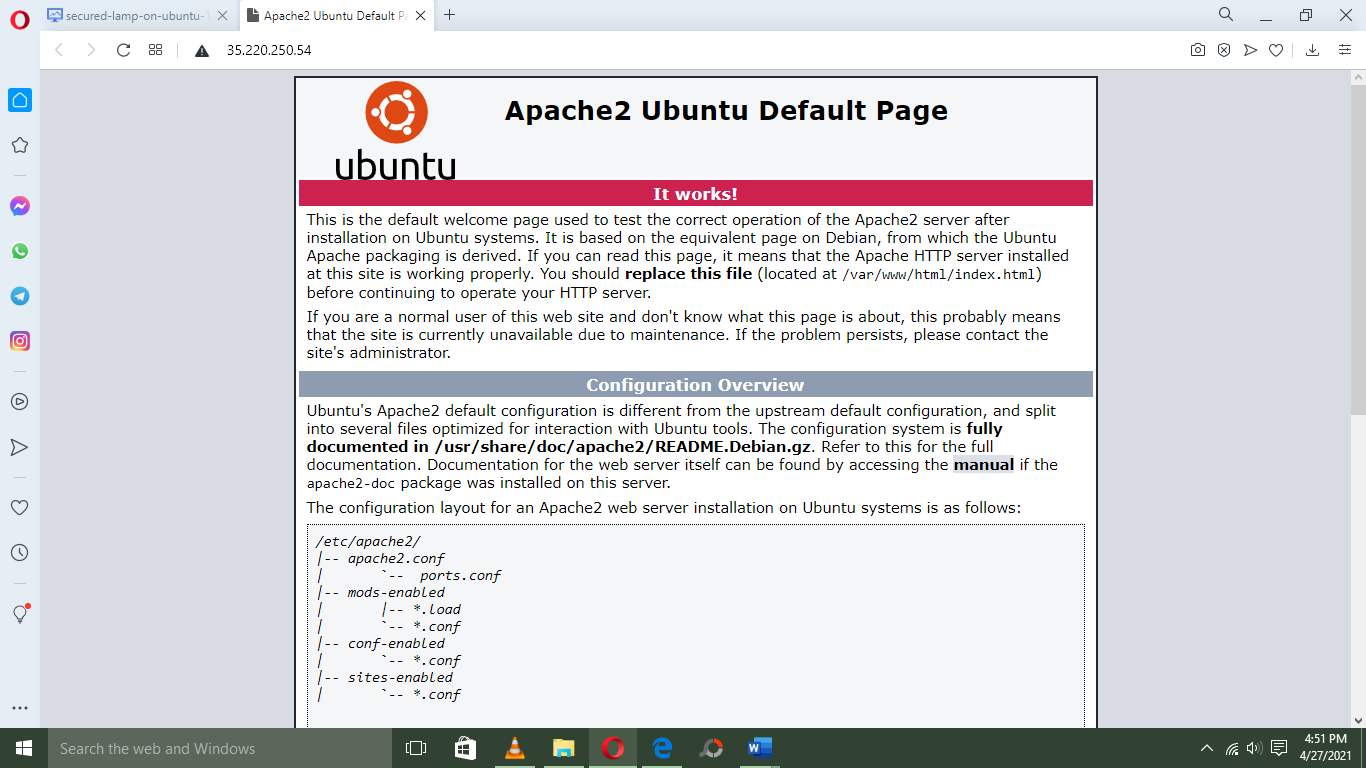 secured-lamp-on-ubuntu-
Apache2 Ubuntu Default Pa
35.220.250.54
ubuntu
Apache2 Ubuntu Default Page
It works!
This is the default welcome page used to test the correct operation of the Apache2 server after
installation on Ubuntu systems. It is based on the equivalent page on Debian, from which the Ubuntu
Apache packaging is derived. If you can read this page, it means that the Apache HTTP server installed
at this site is working properly. You should replace this file (located at /var/www/html/index.html)
before continuing to operate your HTTP server.
If you are a normal user of this web site and don't know what this page is about, this probably means
that the site is currently unavailable due to maintenance. If the problem persists, please contact the
site's administrator.
Configuration Overview
Ubuntu's Apache2 default configuration is different from the upstream default configuration, and split
into several files optimized for interaction with Ubuntu tools. The configuration system is fully
documented in /usr/share/doc/apache2/README.Debian.gz. Refer to this for the full
documentation. Documentation for the web server itself can be found by accessing the manual if the
apache2-doc package was installed on this server.
The configuration layout for an Apache2 web server installation on Ubuntu systems is as follows:
/etc/apache2/
|-- apache2.conf
|       `--  ports.conf
|-- mods-enabled
|       |-- *.load
|       `-- *.conf
|-- conf-enabled
|       `-- *.conf
|-- sites-enabled
|       `-- *.conf
Search the web and Windows
4:51 PM
4/27/2021